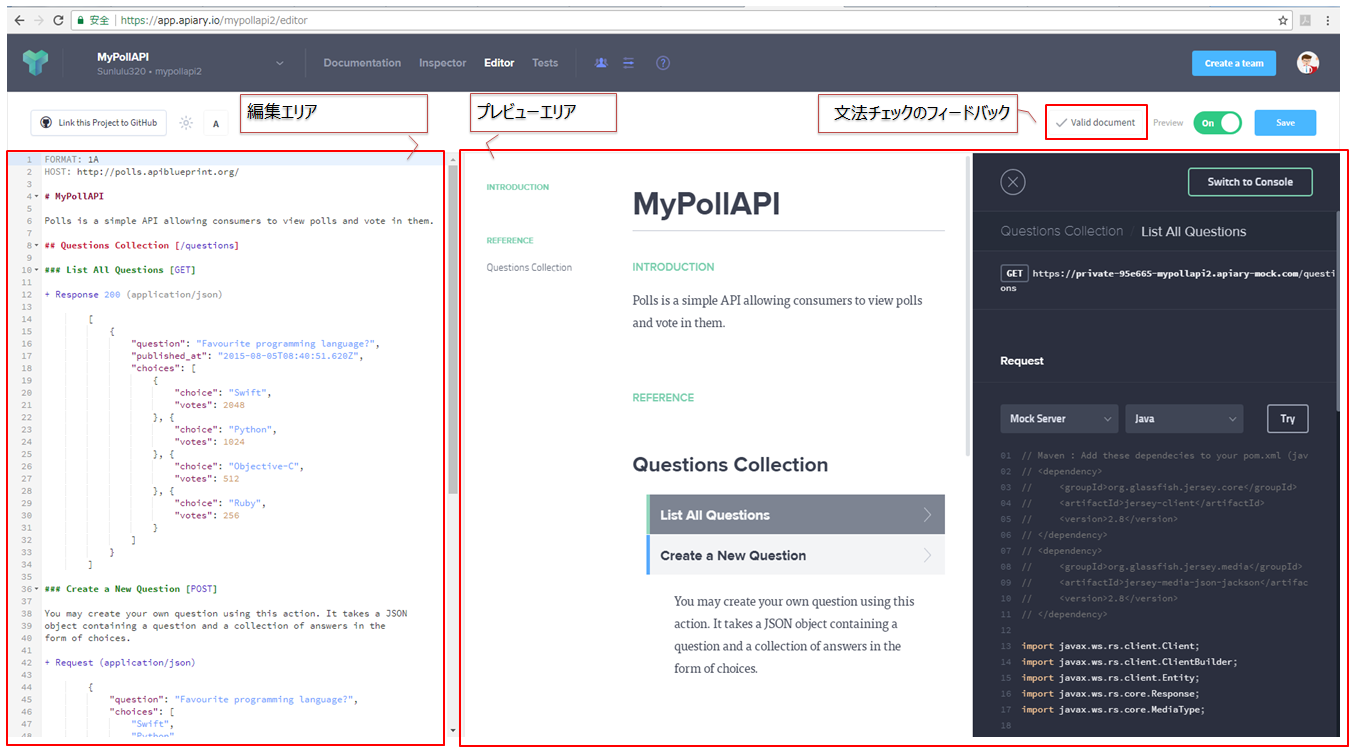 安全 https://app.apiary.io/mypollapi2/editor
MyPollAPI
Sunlulu320 • mypollapi2
Documentation Inspector Editor Tests
Create a team
Link this Project to GitHub
A
編集エリア
プレビューエリア
文法チェックのフィードバック
Valid document
Preview
On
Save
1 FORMAT: 1A
2 HOST: http://polls.apiblueprint.org/
3
4 # MyPollAPI
5
6 Polls is a simple API allowing consumers to view polls and vote in them.
7
8 ## Questions Collection [/questions]
9
10 ### List All Questions [GET]
11
12 + Response 200 (application/json)
13
14 [
15 {
16 "question": "Favourite programming language?",
17 "published_at": "2015-08-05T08:40:51.620Z",
18 "choices": [
19 {
20 "choice": "Swift",
21 "votes": 2048
22 }, {
23 "choice": "Python",
24 "votes": 1024
25 }, {
26 "choice": "Objective-C",
27 "votes": 512
28 }, {
29 "choice": "Ruby",
30 "votes": 256
31 }
32 ]
33 }
34 ]
35
36 ### Create a New Question [POST]
37
38 You may create your own question using this action. It takes a JSON
39 object containing a question and a collection of answers in the
40 form of choices.
41
42 + Request (application/json)
43
44 {
45 "question": "Favourite programming language?",
46 "choices": [
47 "Swift",
48 "Python",
INTRODUCTION
REFERENCE
Questions Collection
MyPollAPI
INTRODUCTION
Polls is a simple API allowing consumers to view polls
and vote in them.
REFERENCE
Questions Collection
List All Questions
Create a New Question
You may create your own question using this
action. It takes a JSON object containing a
question and a collection of answers in the
form of choices.
Switch to Console
Questions Collection / List All Questions
GET https://private-95e665-mypollapi2.apiary-mock.com/questi
ons
Request
Mock Server
Java
Try
01 // Maven : Add these dependecies to your pom.xml (jav
02 // <dependency>
03 // <groupId>org.glassfish.jersey.core</groupId>
04 // <artifactId>jersey-client</artifactId>
05 // <version>2.8</version>
06 // </dependency>
07 // <dependency>
08 // <groupId>org.glassfish.jersey.media</groupId>
09 // <artifactId>jersey-media-json-jackson</artifac
10 // <version>2.8</version>
11 // </dependency>
12
13 import javax.ws.rs.client.Client;
14 import javax.ws.rs.client.ClientBuilder;
15 import javax.ws.rs.client.Entity;
16 import javax.ws.rs.core.Response;
17 import javax.ws.rs.core.MediaType;
18